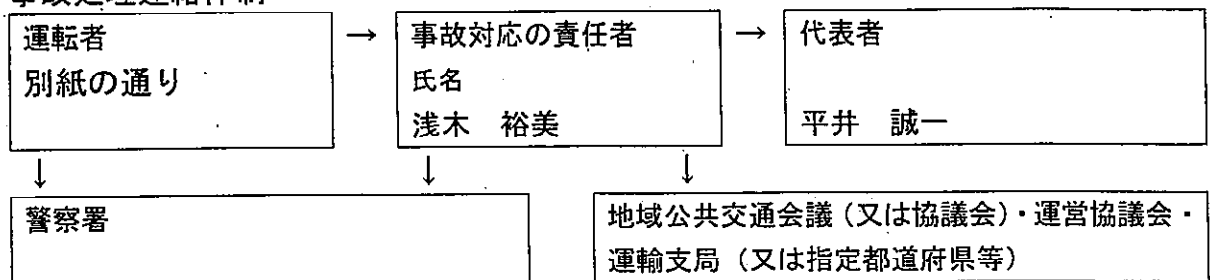 事故処理連絡体制
運転者
別紙の通り
→
事故対応の責任者
氏名
浅木 裕美
→
代表者
平井 誠一
↓
↓
↓
警察署
地域公共交通会議(又は協議会)・運営協議会・
運輸支局(又は指定都道府県等)